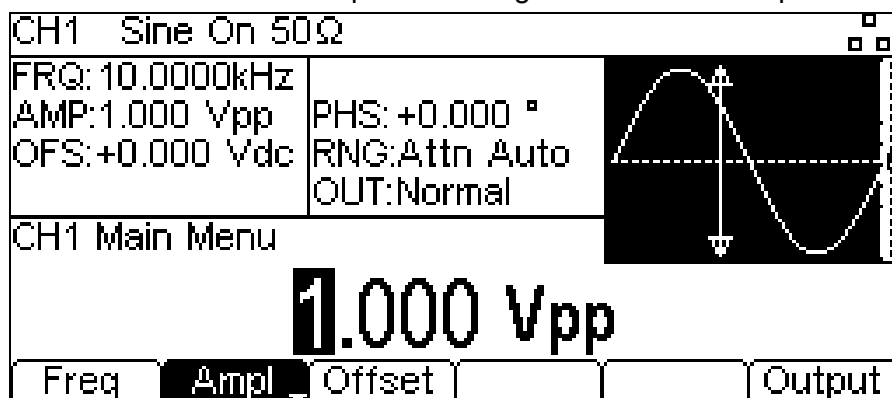 CH1 Sine On 50Ω
FRQ:10.0000kHz
AMP:1.000 Vpp
OFS:+0.000 Vdc
PHS:+0.000 °
RNG:Attn Auto
OUT:Normal
CH1 Main Menu
1.000 Vpp
Freq Ampl Offset Output